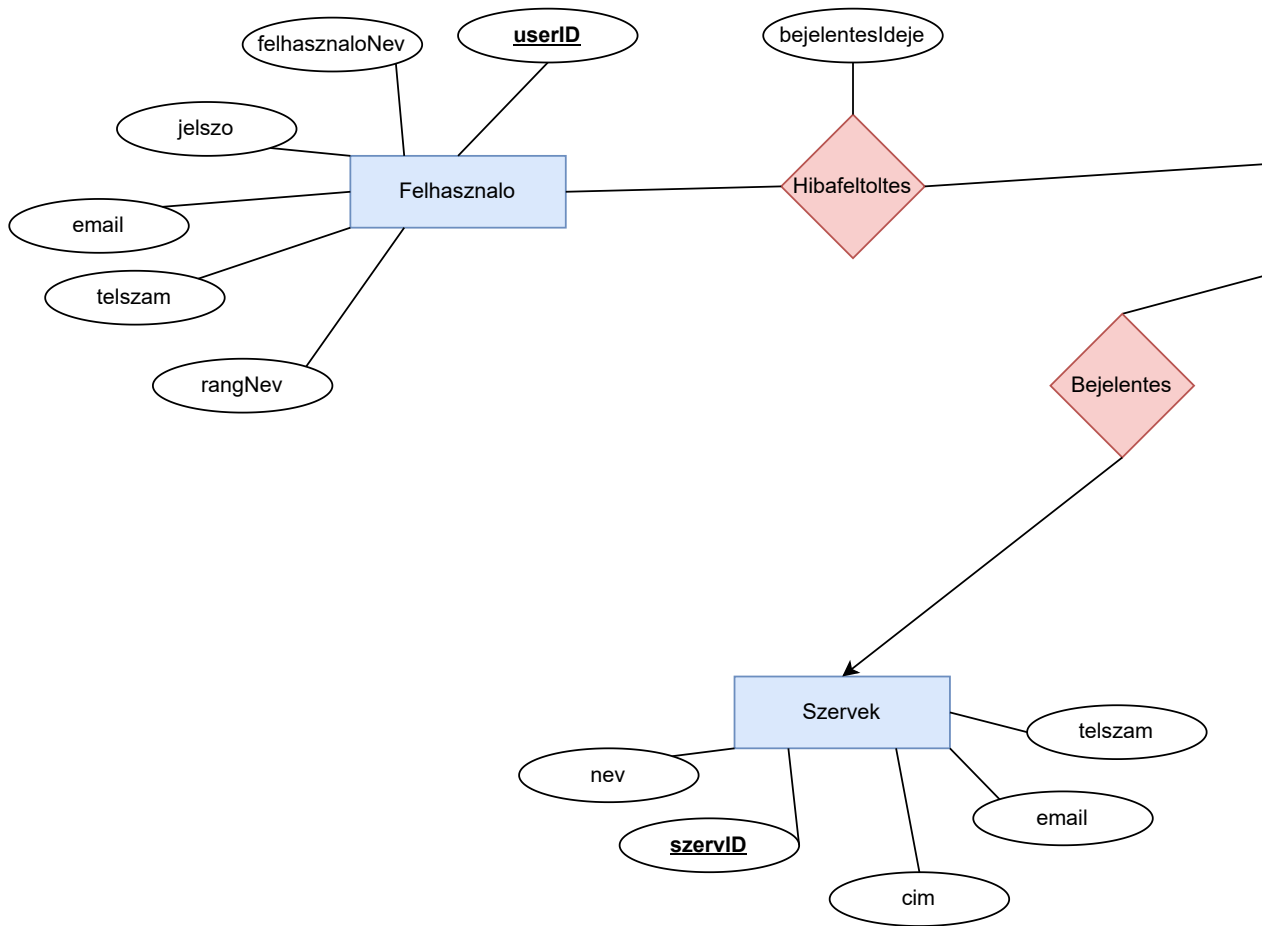 felhasznaloNev
userID
bejelentesIdeje
jelszo
Felhasznalo
Hibafeltoltes
email
telszam
rangNev
Bejelentes
Szervek
telszam
nev
email
szervID
cim